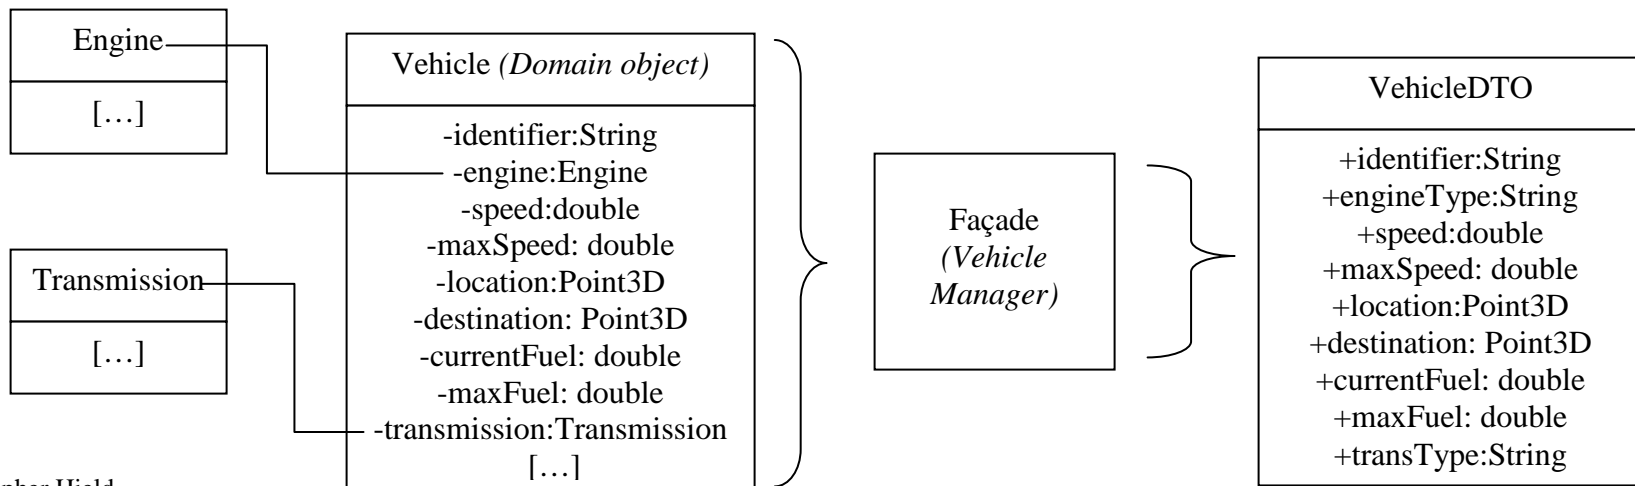 Engine
[…]
Transmission
[…]
Vehicle (Domain object)
-identifier:String
-engine:Engine
-speed:double
-maxSpeed: double
-location:Point3D
-destination: Point3D
-currentFuel: double
-maxFuel: double
-transmission:Transmission
[…]
Façade
(Vehicle
Manager)
VehicleDTO
+identifier:String
+engineType:String
+speed:double
+maxSpeed: double
+location:Point3D
+destination: Point3D
+currentFuel: double
+maxFuel: double
+transType:String